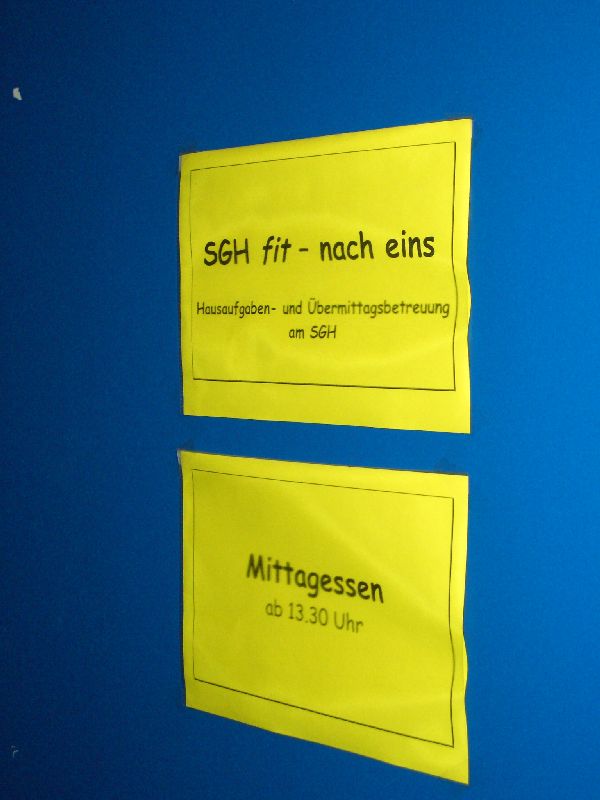 SGH fit - nach eins
Hausaufgaben- und Übermittagsbetreuung
am SGH
Mittagessen
ab 13.30 Uhr